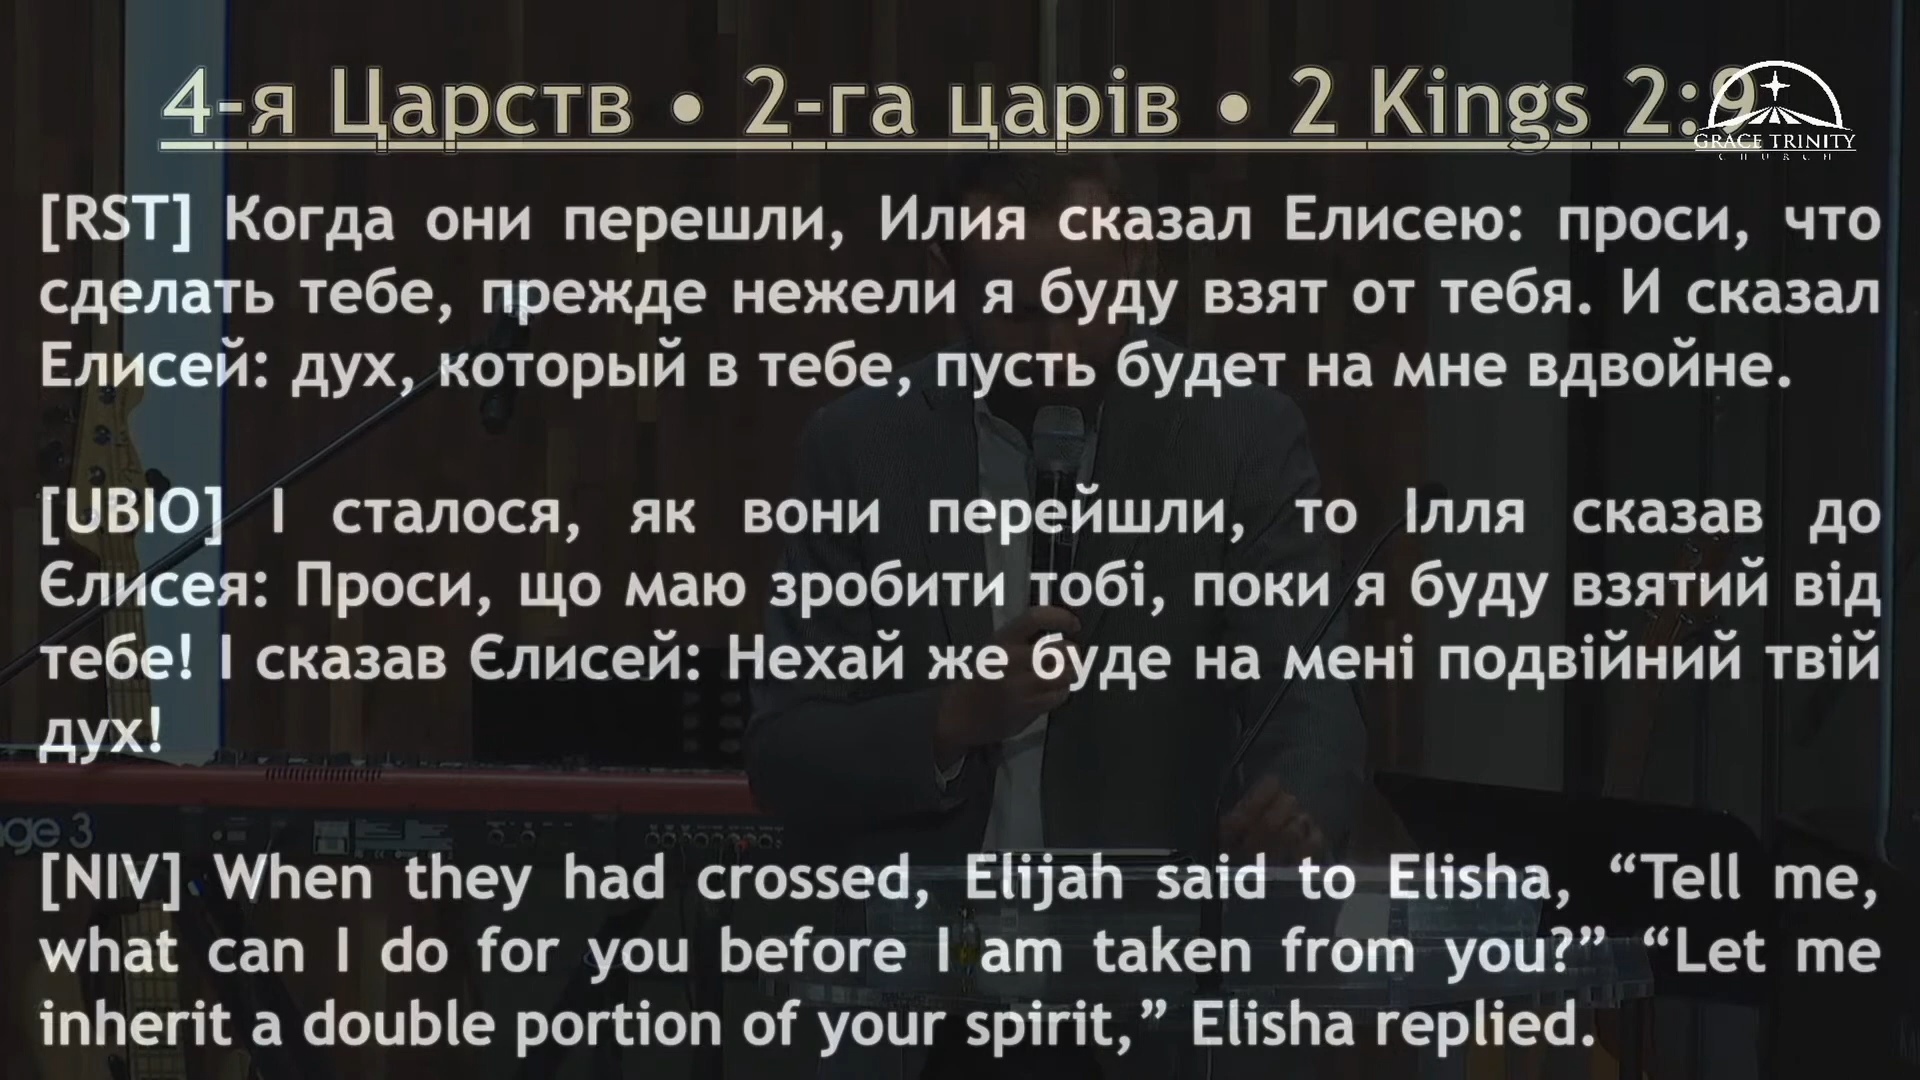 4-я Царств • 2-га царів • 2 Kings 2:9
GRACE TRINITY
CHURCH
[RST] Когда они перешли, Илия сказал Елисею: проси, что
сделать тебе, прежде нежели я буду взят от тебя. И сказал
Елисей: дух, который в тебе, пусть будет на мне вдвойне.
[UBIO] І сталося, як вони перейшли, то Ілля сказав до
Єлисея: Проси, що маю зробити тобі, поки я буду взятий від
тебе! І сказав Єлисей: Нехай же буде на мені подвійний твій
дух!
age 3
[NIV] When they had crossed, Elijah said to Elisha, “Tell me,
what can I do for you before I am taken from you?” “Let me
inherit a double portion of your spirit,” Elisha replied.